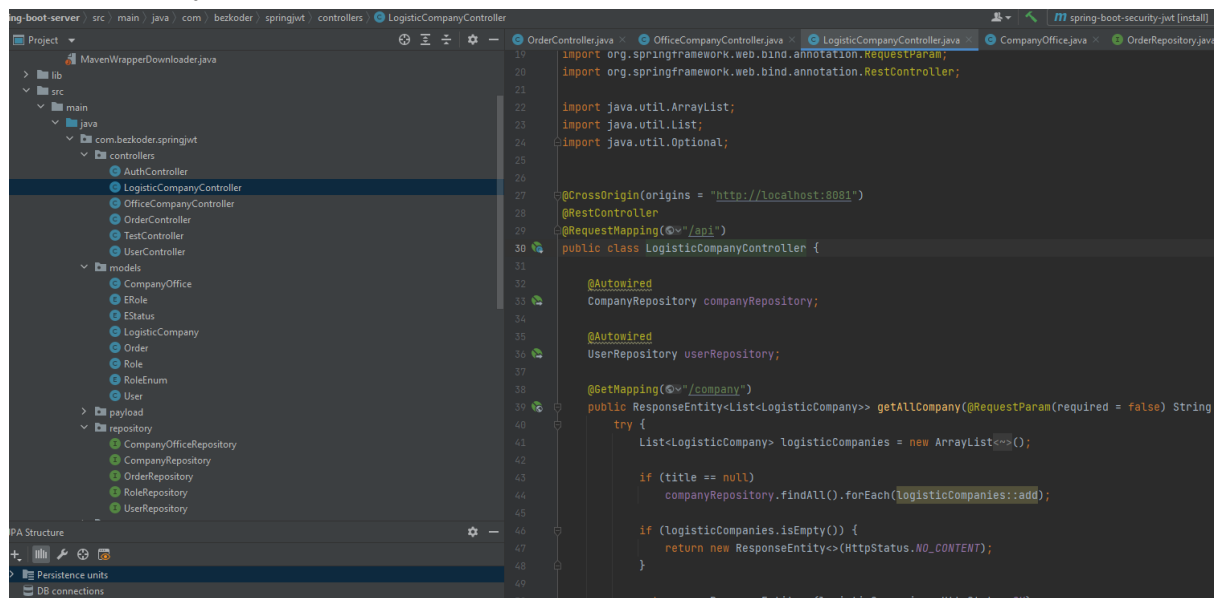 ing-boot-server › src › main › java › com › bezkoder › springjwt › controllers › LogisticCompanyController
spring-boot-security-jwt [install]
Project
MavenWrapperDownloader.java
lib
src
main
java
com.bezkoder.springjwt
controllers
AuthController
LogisticCompanyController
OfficeCompanyController
OrderController
TestController
UserController
models
CompanyOffice
ERole
EStatus
LogisticCompany
Order
Role
RoleEnum
User
payload
repository
CompanyOfficeRepository
CompanyRepository
OrderRepository
RoleRepository
UserRepository
JPA Structure
Persistence units
DB connections
OrderController.java × OfficeCompanyController.java × LogisticCompanyController.java × CompanyOffice.java × OrderRepository.java
19 import org.springframework.web.bind.annotation.RequestParam;
20 import org.springframework.web.bind.annotation.RestController;
21
22 import java.util.ArrayList;
23 import java.util.List;
24 import java.util.Optional;
25
26
27 @CrossOrigin(origins = "http://localhost:8081")
28 @RestController
29 @RequestMapping("/api")
30 public class LogisticCompanyController {
31
32 @Autowired
33 CompanyRepository companyRepository;
34
35 @Autowired
36 UserRepository userRepository;
37
38 @GetMapping("/company")
39 public ResponseEntity<List<LogisticCompany>> getAllCompany(@RequestParam(required = false) String
40 try {
41 List<LogisticCompany> logisticCompanies = new ArrayList<~>();
42
43 if (title == null)
44 companyRepository.findAll().forEach(logisticCompanies::add);
45
46 if (logisticCompanies.isEmpty()) {
47 return new ResponseEntity<>(HttpStatus.NO_CONTENT);
48 }
49